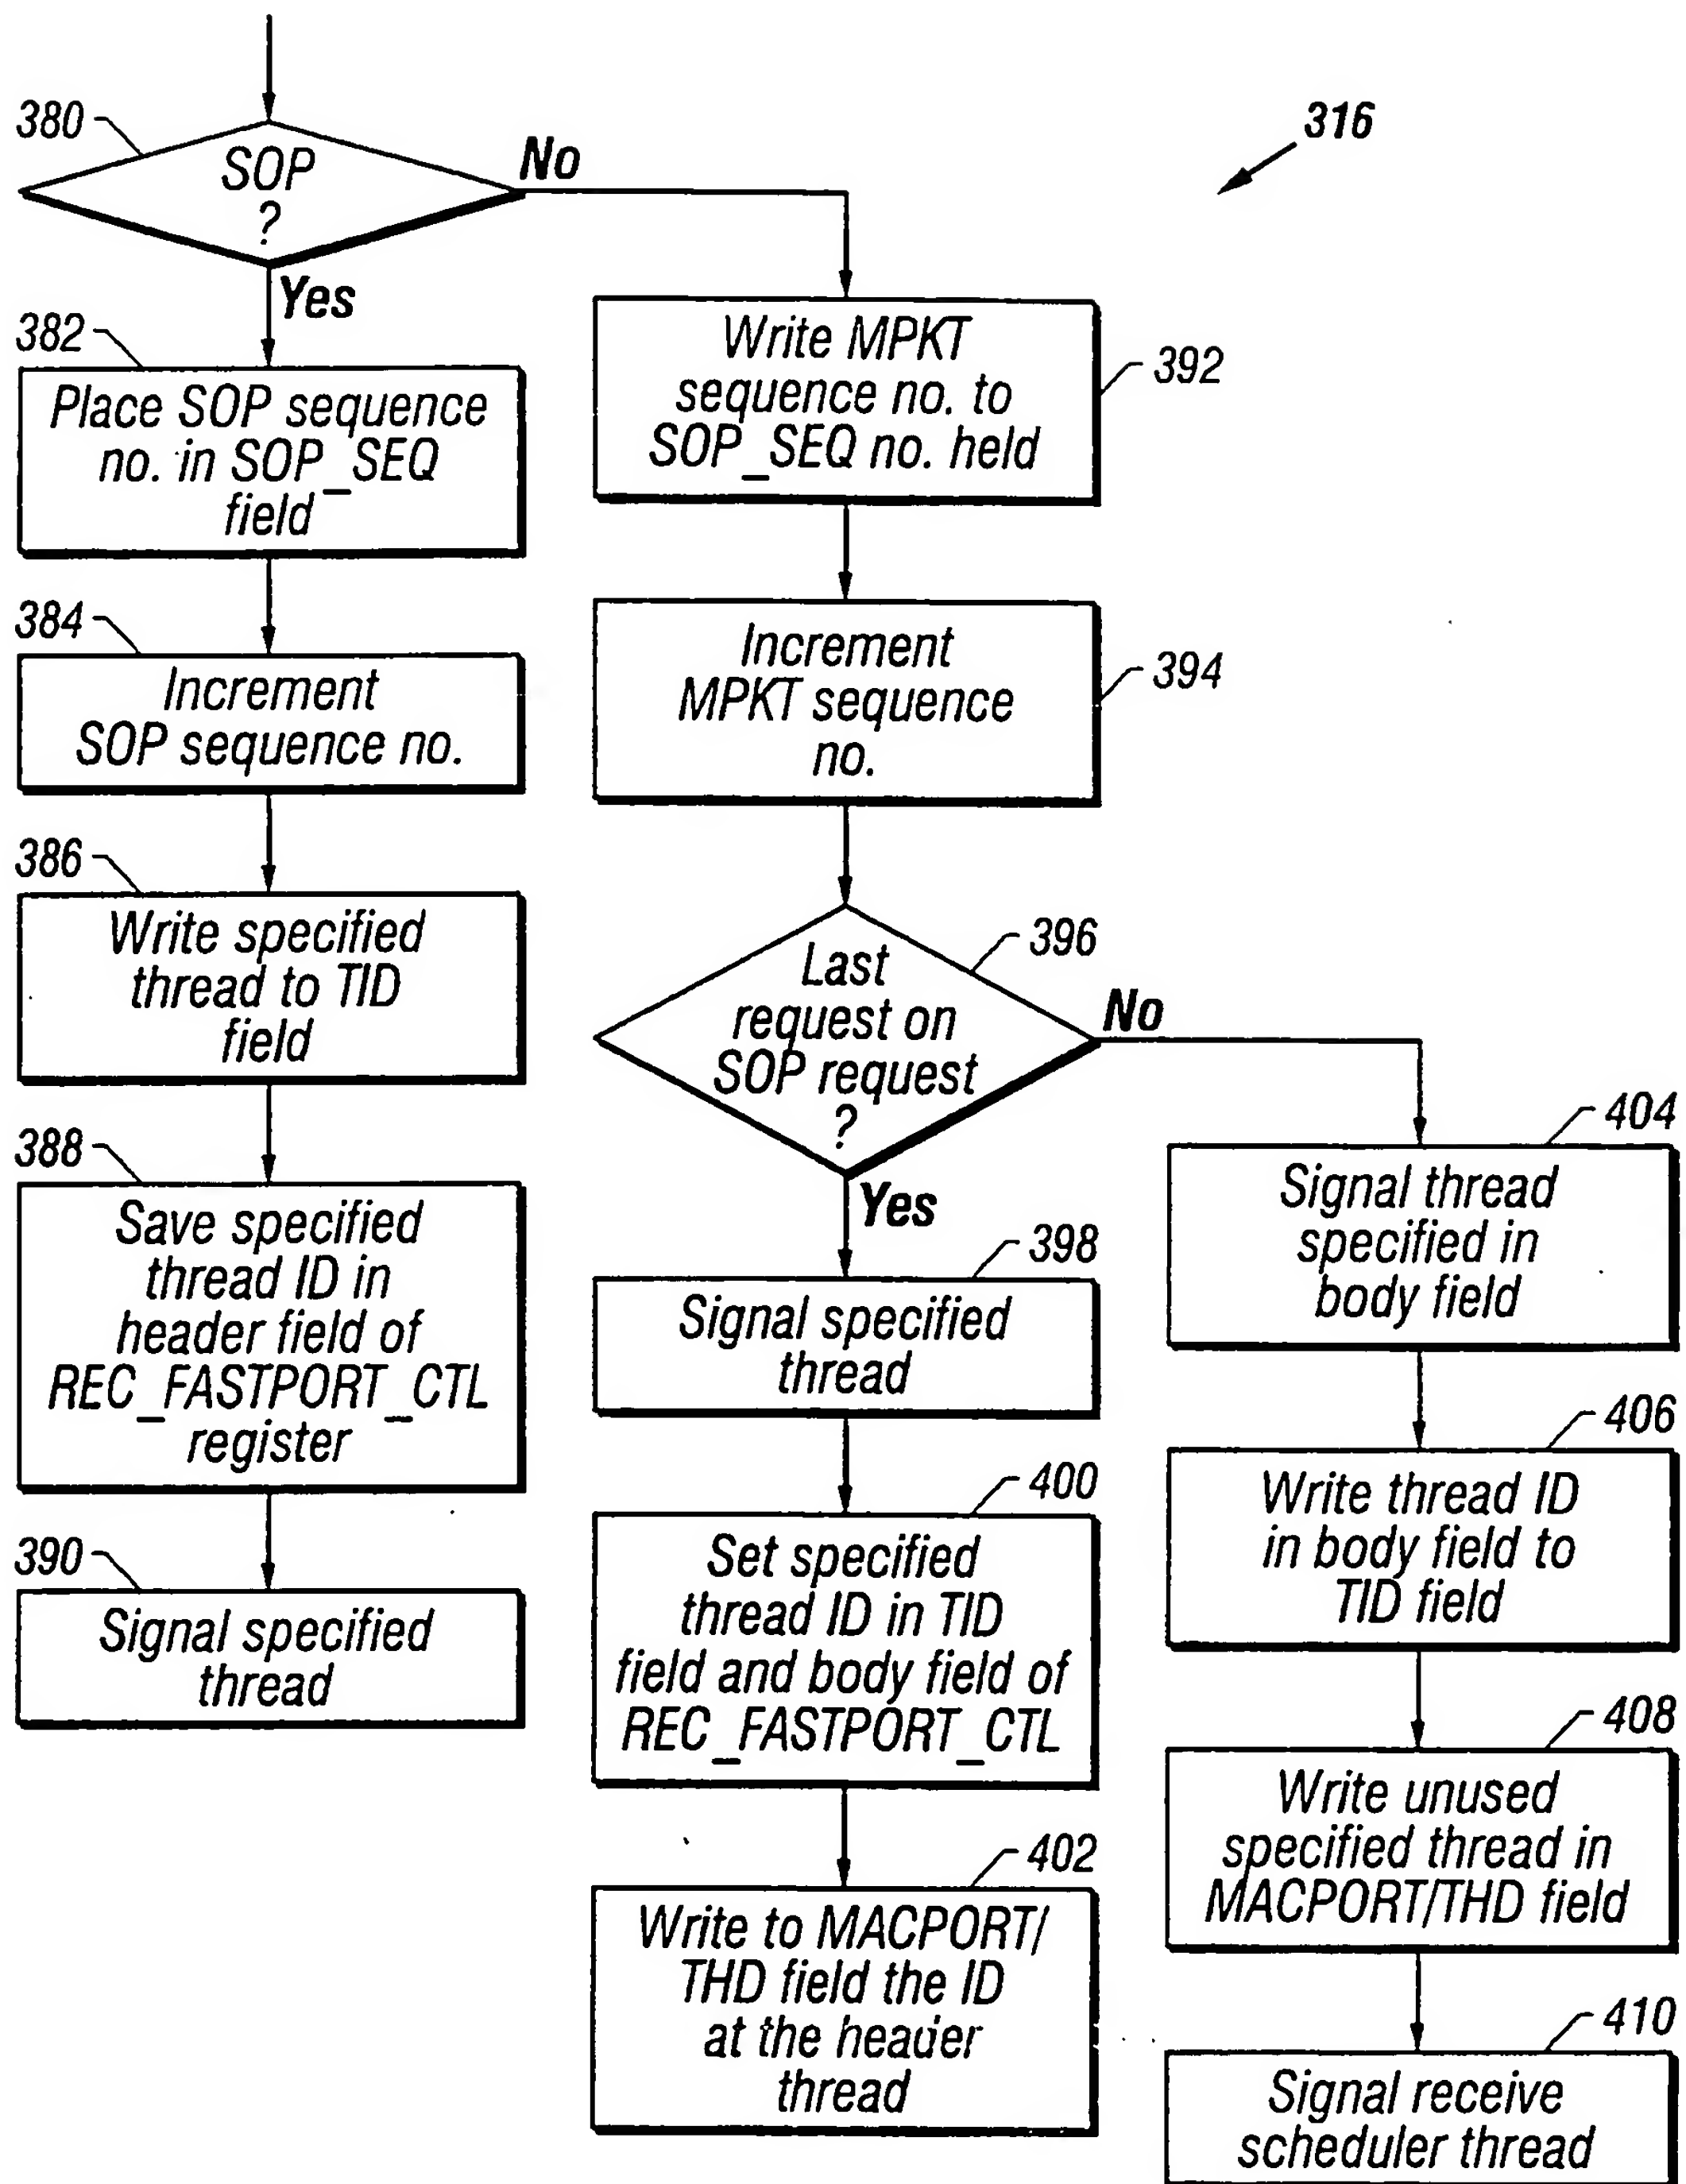 316
380
SOP
?
No
Yes
382
Place SOP sequence
no. in SOP_SEQ
field
384
Increment
SOP sequence no.
386
Write specified
thread to TID
field
388
Save specified
thread ID in
header field of
REC_FASTPORT_CTL
register
390
Signal specified
thread
392
Write MPKT
sequence no. to
SOP_SEQ no. held
394
Increment
MPKT sequence
no.
396
Last
request on
SOP request
?
No
Yes
398
Signal specified
thread
400
Set specified
thread ID in TID
field and body field of
REC_FASTPORT_CTL
402
Write to MACPORT/
THD field the ID
at the header
thread
404
Signal thread
specified in
body field
406
Write thread ID
in body field to
TID field
408
Write unused
specified thread in
MACPORT/THD field
410
Signal receive
scheduler thread